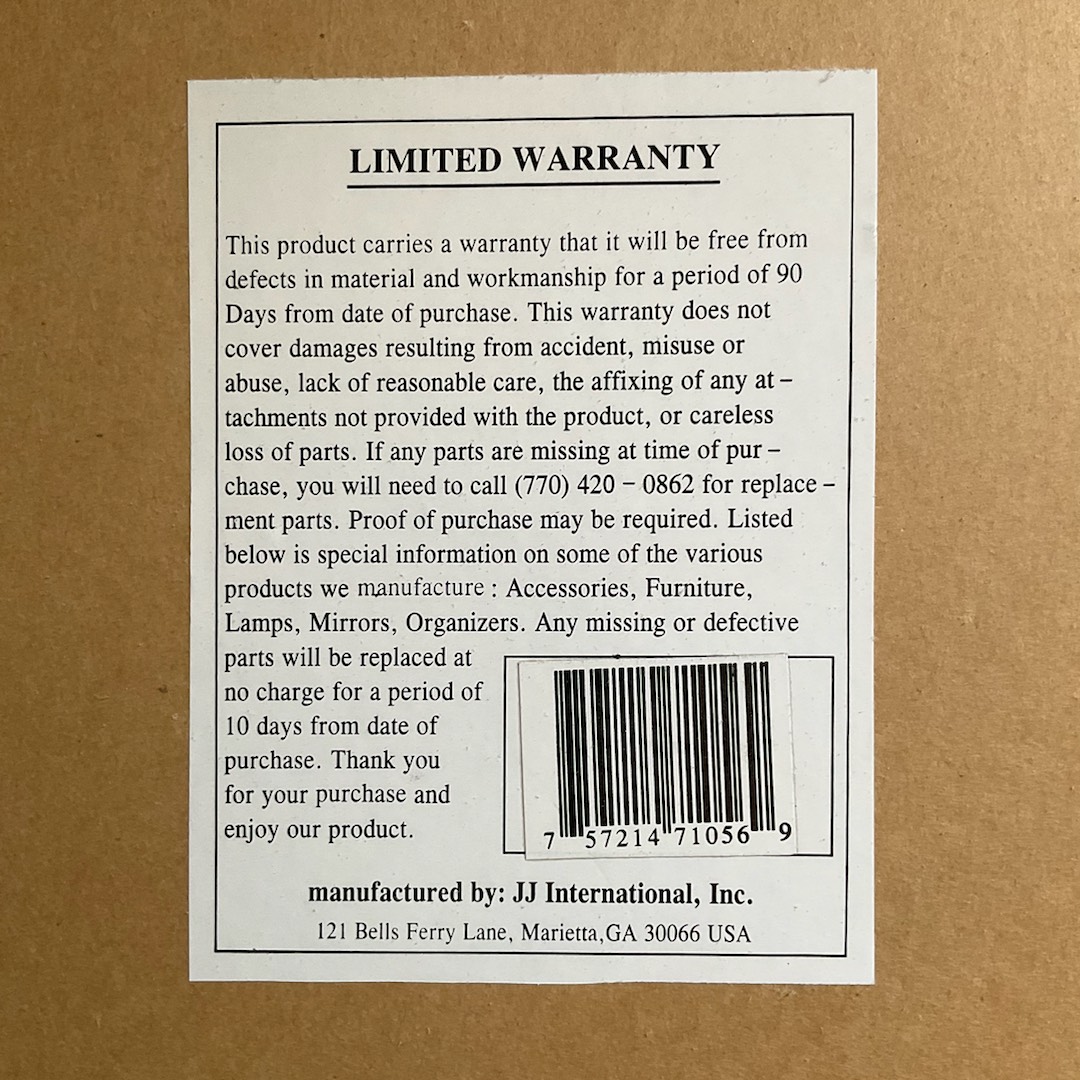 LIMITED WARRANTY
This product carries a warranty that it will be free from
defects in material and workmanship for a period of 90
Days from date of purchase. This warranty does not
cover damages resulting from accident, misuse or
abuse, lack of reasonable care, the affixing of any at –
tachments not provided with the product, or careless
loss of parts. If any parts are missing at time of pur –
chase, you will need to call (770) 420 – 0862 for replace –
ment parts. Proof of purchase may be required. Listed
below is special information on some of the various
products we manufacture : Accessories, Furniture,
Lamps, Mirrors, Organizers. Any missing or defective
parts will be replaced at
no charge for a period of
10 days from date of
purchase. Thank you
for your purchase and
enjoy our product.
7 57214 71056 9
manufactured by: JJ International, Inc.
121 Bells Ferry Lane, Marietta,GA 30066 USA